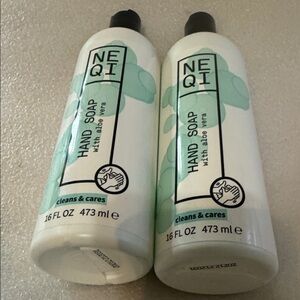 NE
QI
HAND SOAP
with aloe vera
cleans & cares
16 FL OZ 473 ml e
NE
QI
HAND SOAP
with aloe vera
cleans & cares
16 FL OZ 473 ml e